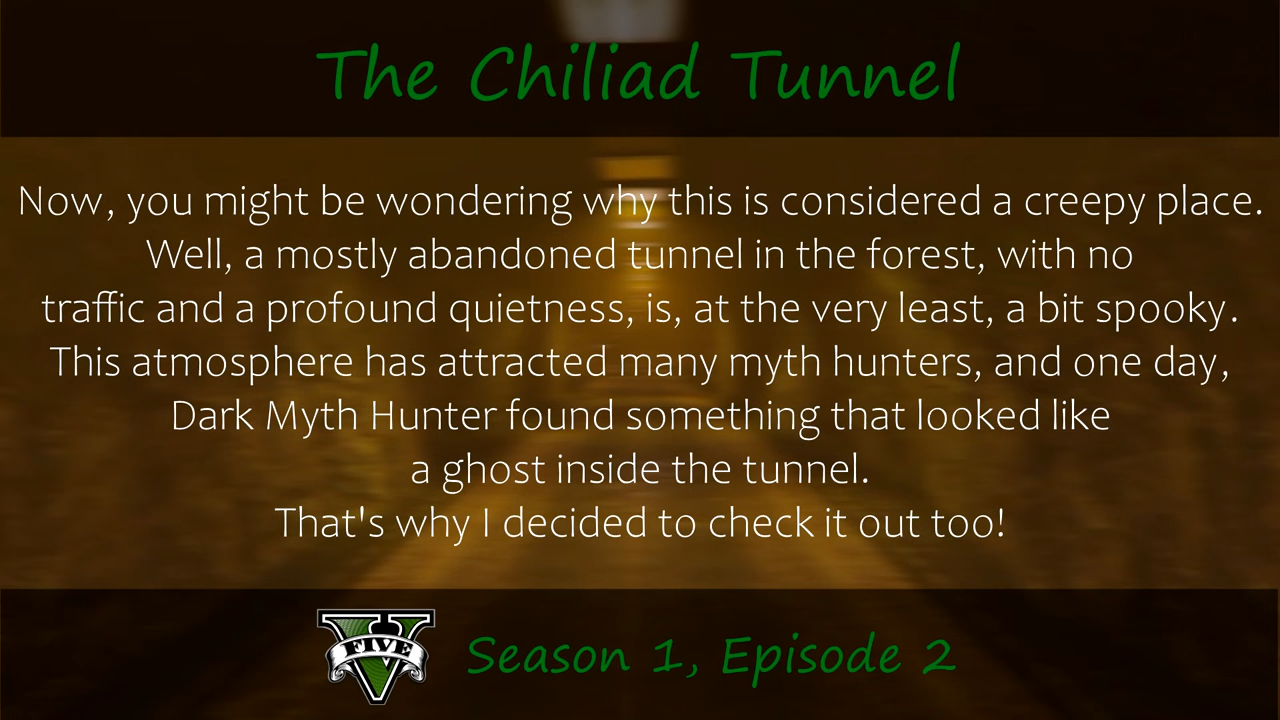 The Chiliad Tunnel
Now, you might be wondering why this is considered a creepy place.
Well, a mostly abandoned tunnel in the forest, with no
traffic and a profound quietness, is, at the very least, a bit spooky.
This atmosphere has attracted many myth hunters, and one day,
Dark Myth Hunter found something that looked like
a ghost inside the tunnel.
That's why I decided to check it out too!
V
FIVE
Season 1, Episode 2